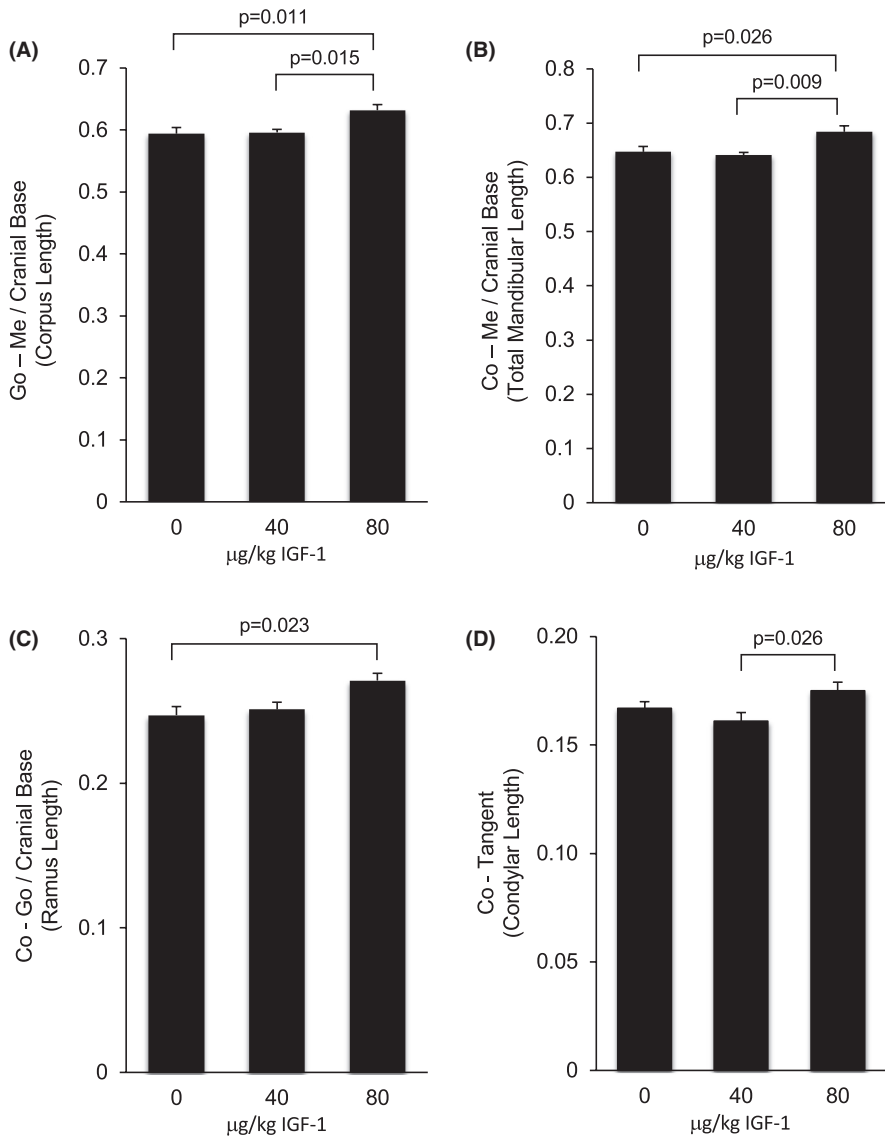 (A)
p=0.011
p=0.015
0.7
0.6
0.5
0.4
0.3
0.2
0.1
0
Go – Me / Cranial Base
(Corpus Length)
0 40 80
μg/kg IGF-1
(B)
p=0.026
p=0.009
0.8
0.7
0.6
0.5
0.4
0.3
0.2
0.1
0
Co – Me / Cranial Base
(Total Mandibular Length)
0 40 80
μg/kg IGF-1
(C)
p=0.023
0.3
0.2
0.1
0
Co - Go / Cranial Base
(Ramus Length)
0 40 80
μg/kg IGF-1
(D)
p=0.026
0.20
0.15
0.10
0.05
0
Co - Tangent
(Condylar Length)
0 40 80
μg/kg IGF-1